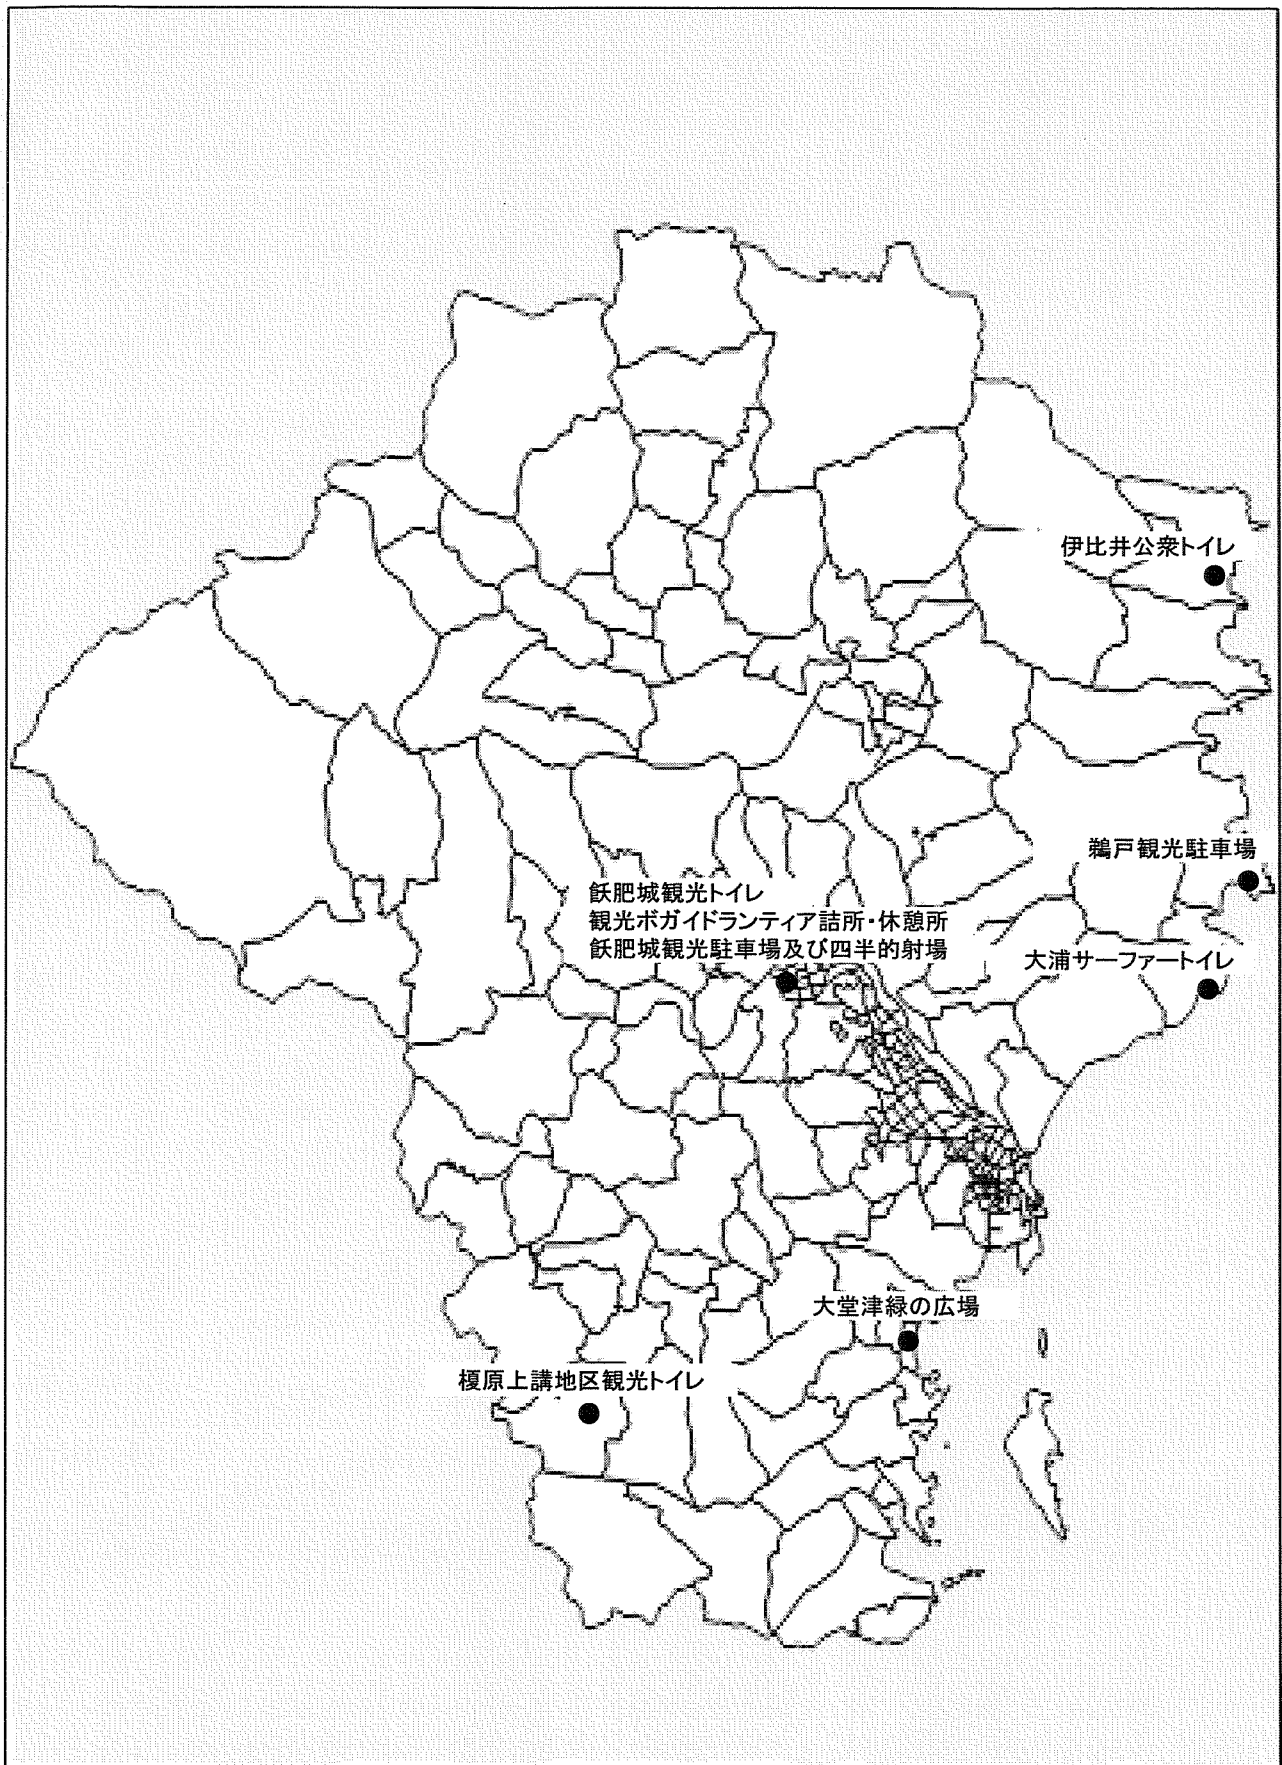 伊比井公衆トイレ
鵜戸観光駐車場
飫肥城観光トイレ
観光ボガイドランティア詰所・休憩所
飫肥城観光駐車場及び四半的射場
大浦サーファートイレ
大堂津緑の広場
榎原上講地区観光トイレ